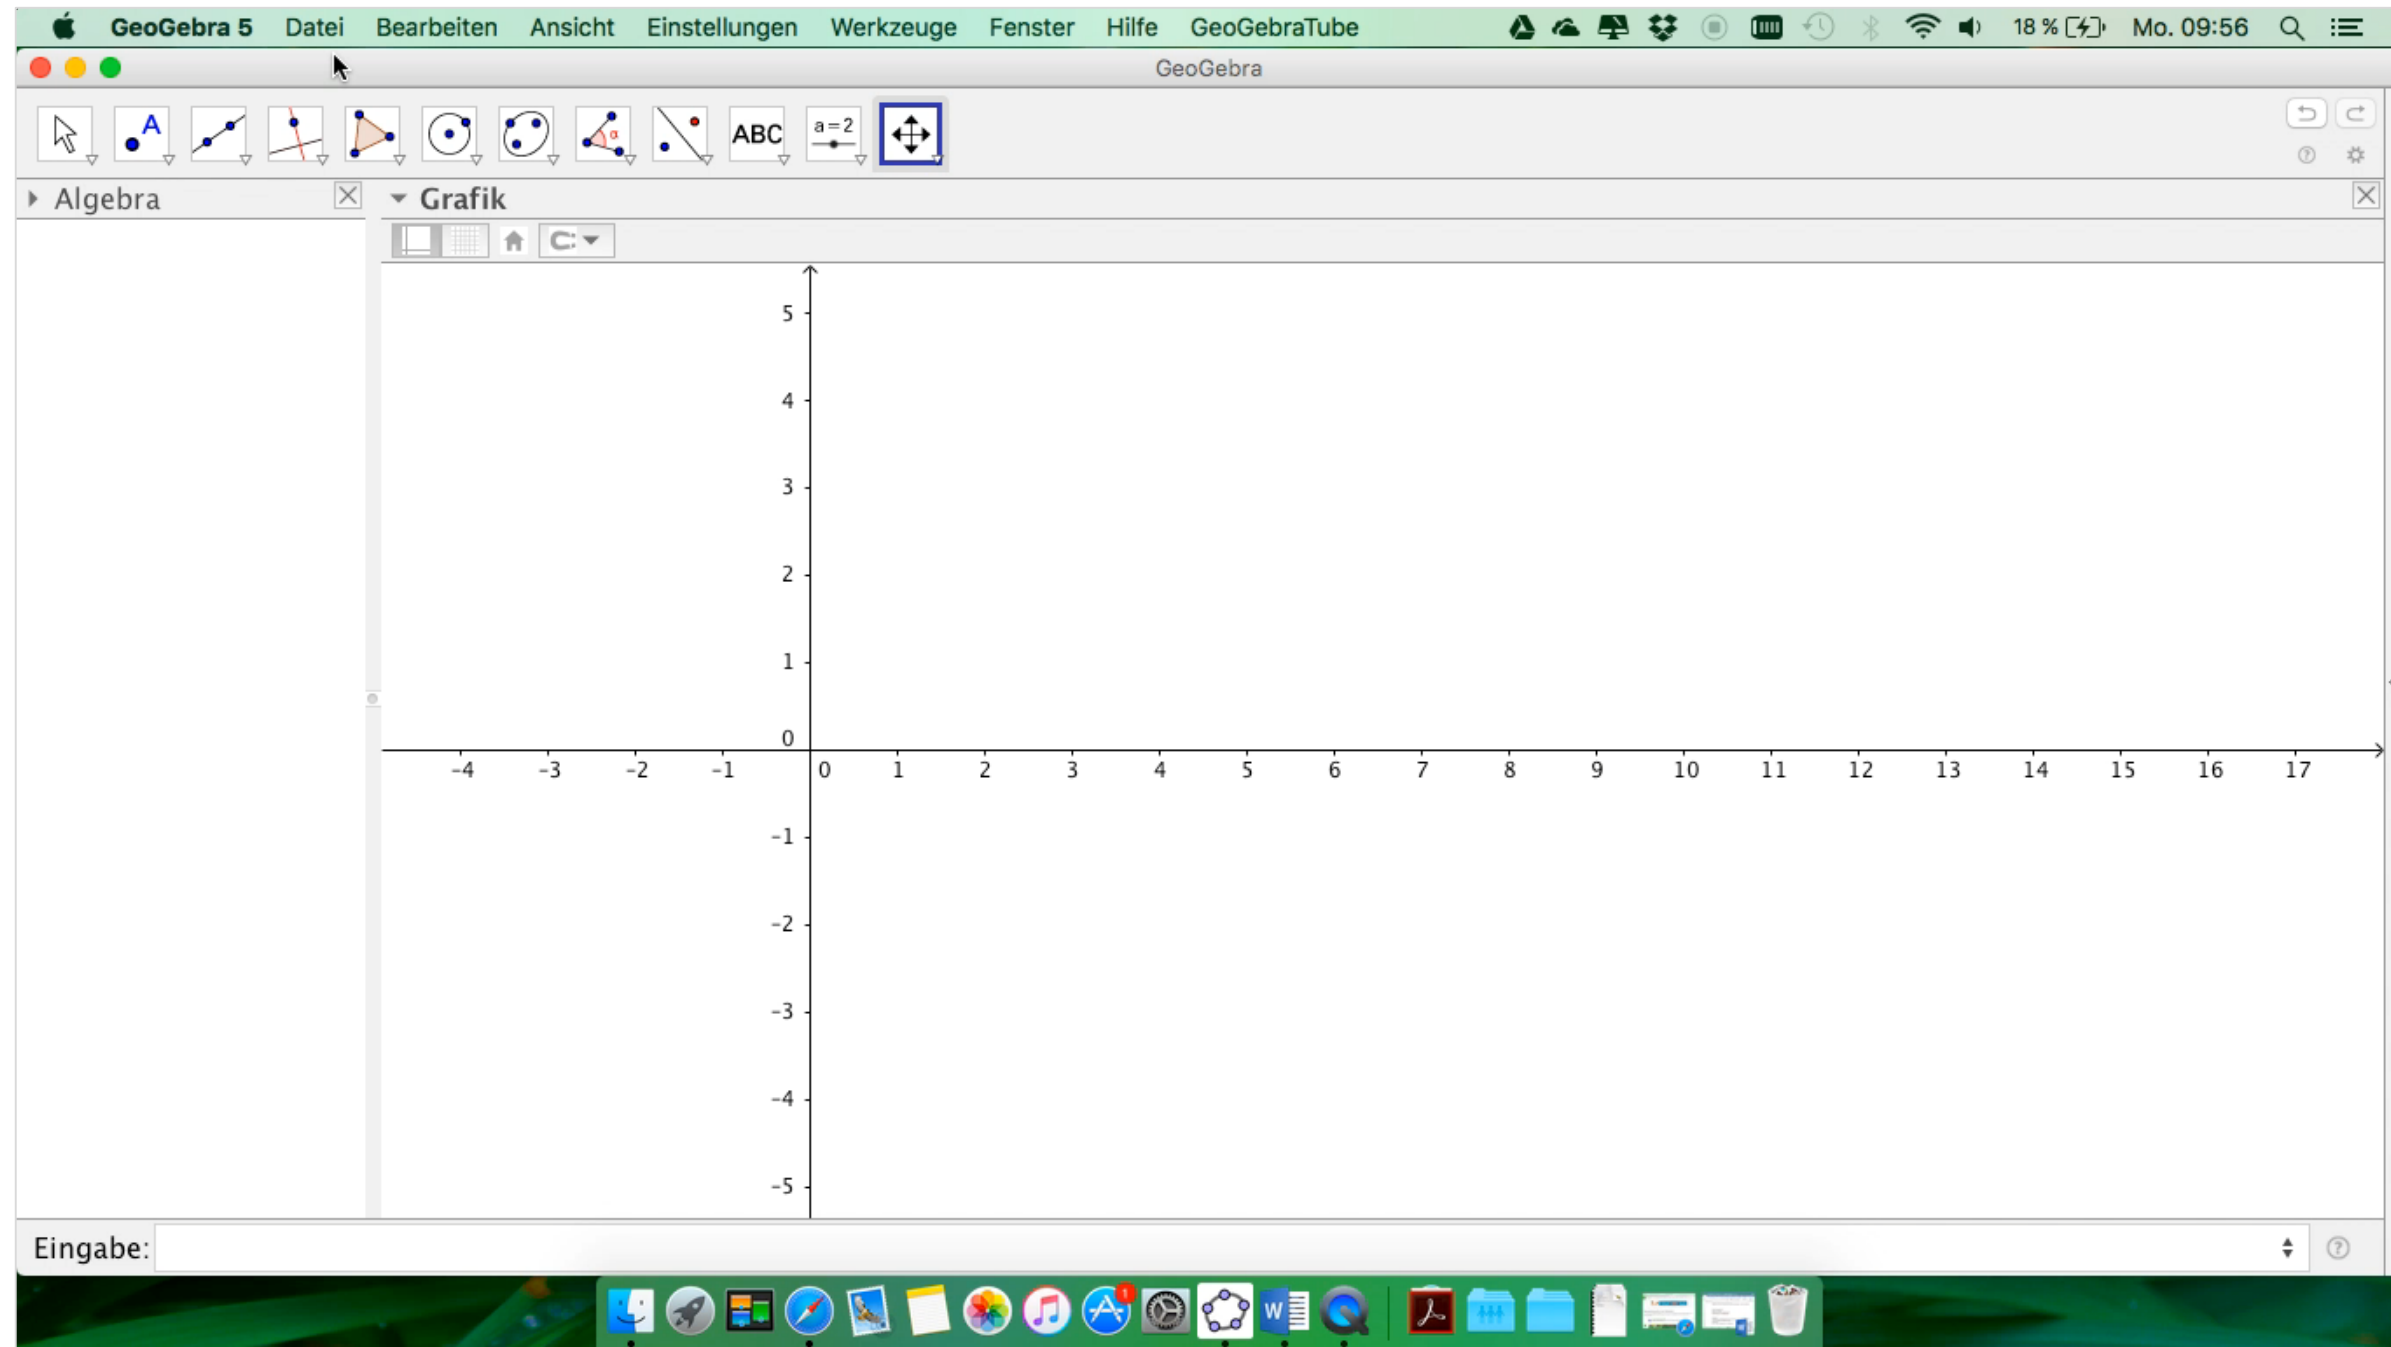 GeoGebra 5 Datei Bearbeiten Ansicht Einstellungen Werkzeuge Fenster Hilfe GeoGebraTube 18 % Mo. 09:56
GeoGebra
A α ABC a=2
Algebra
Grafik
5
4
3
2
1
0
-4 -3 -2 -1 0 1 2 3 4 5 6 7 8 9 10 11 12 13 14 15 16 17
-1
-2
-3
-4
-5
Eingabe:
1
W